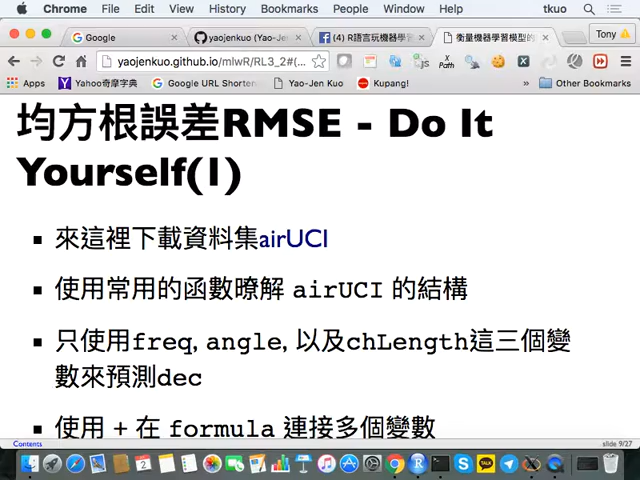 Chrome File Edit View History Bookmarks People Window Help tkuo
Google yaojenkuo (Yao-Jen (4) R語言玩機器學習 衡量機器學習模型的 Tony
yaojenkuo.github.io/mlwR/RL3_2#(
Apps Yahoo奇摩字典 Google URL Shorten Yao-Jen Kuo Kupang! » Other Bookmarks
均方根誤差RMSE - Do It
Yourself(1)
來這裡下載資料集airUCI
使用常用的函數暸解 airUCI 的結構
只使用freq, angle, 以及chLength這三個變
數來預測dec
使用 + 在 formula 連接多個變數
Contents slide 9/27